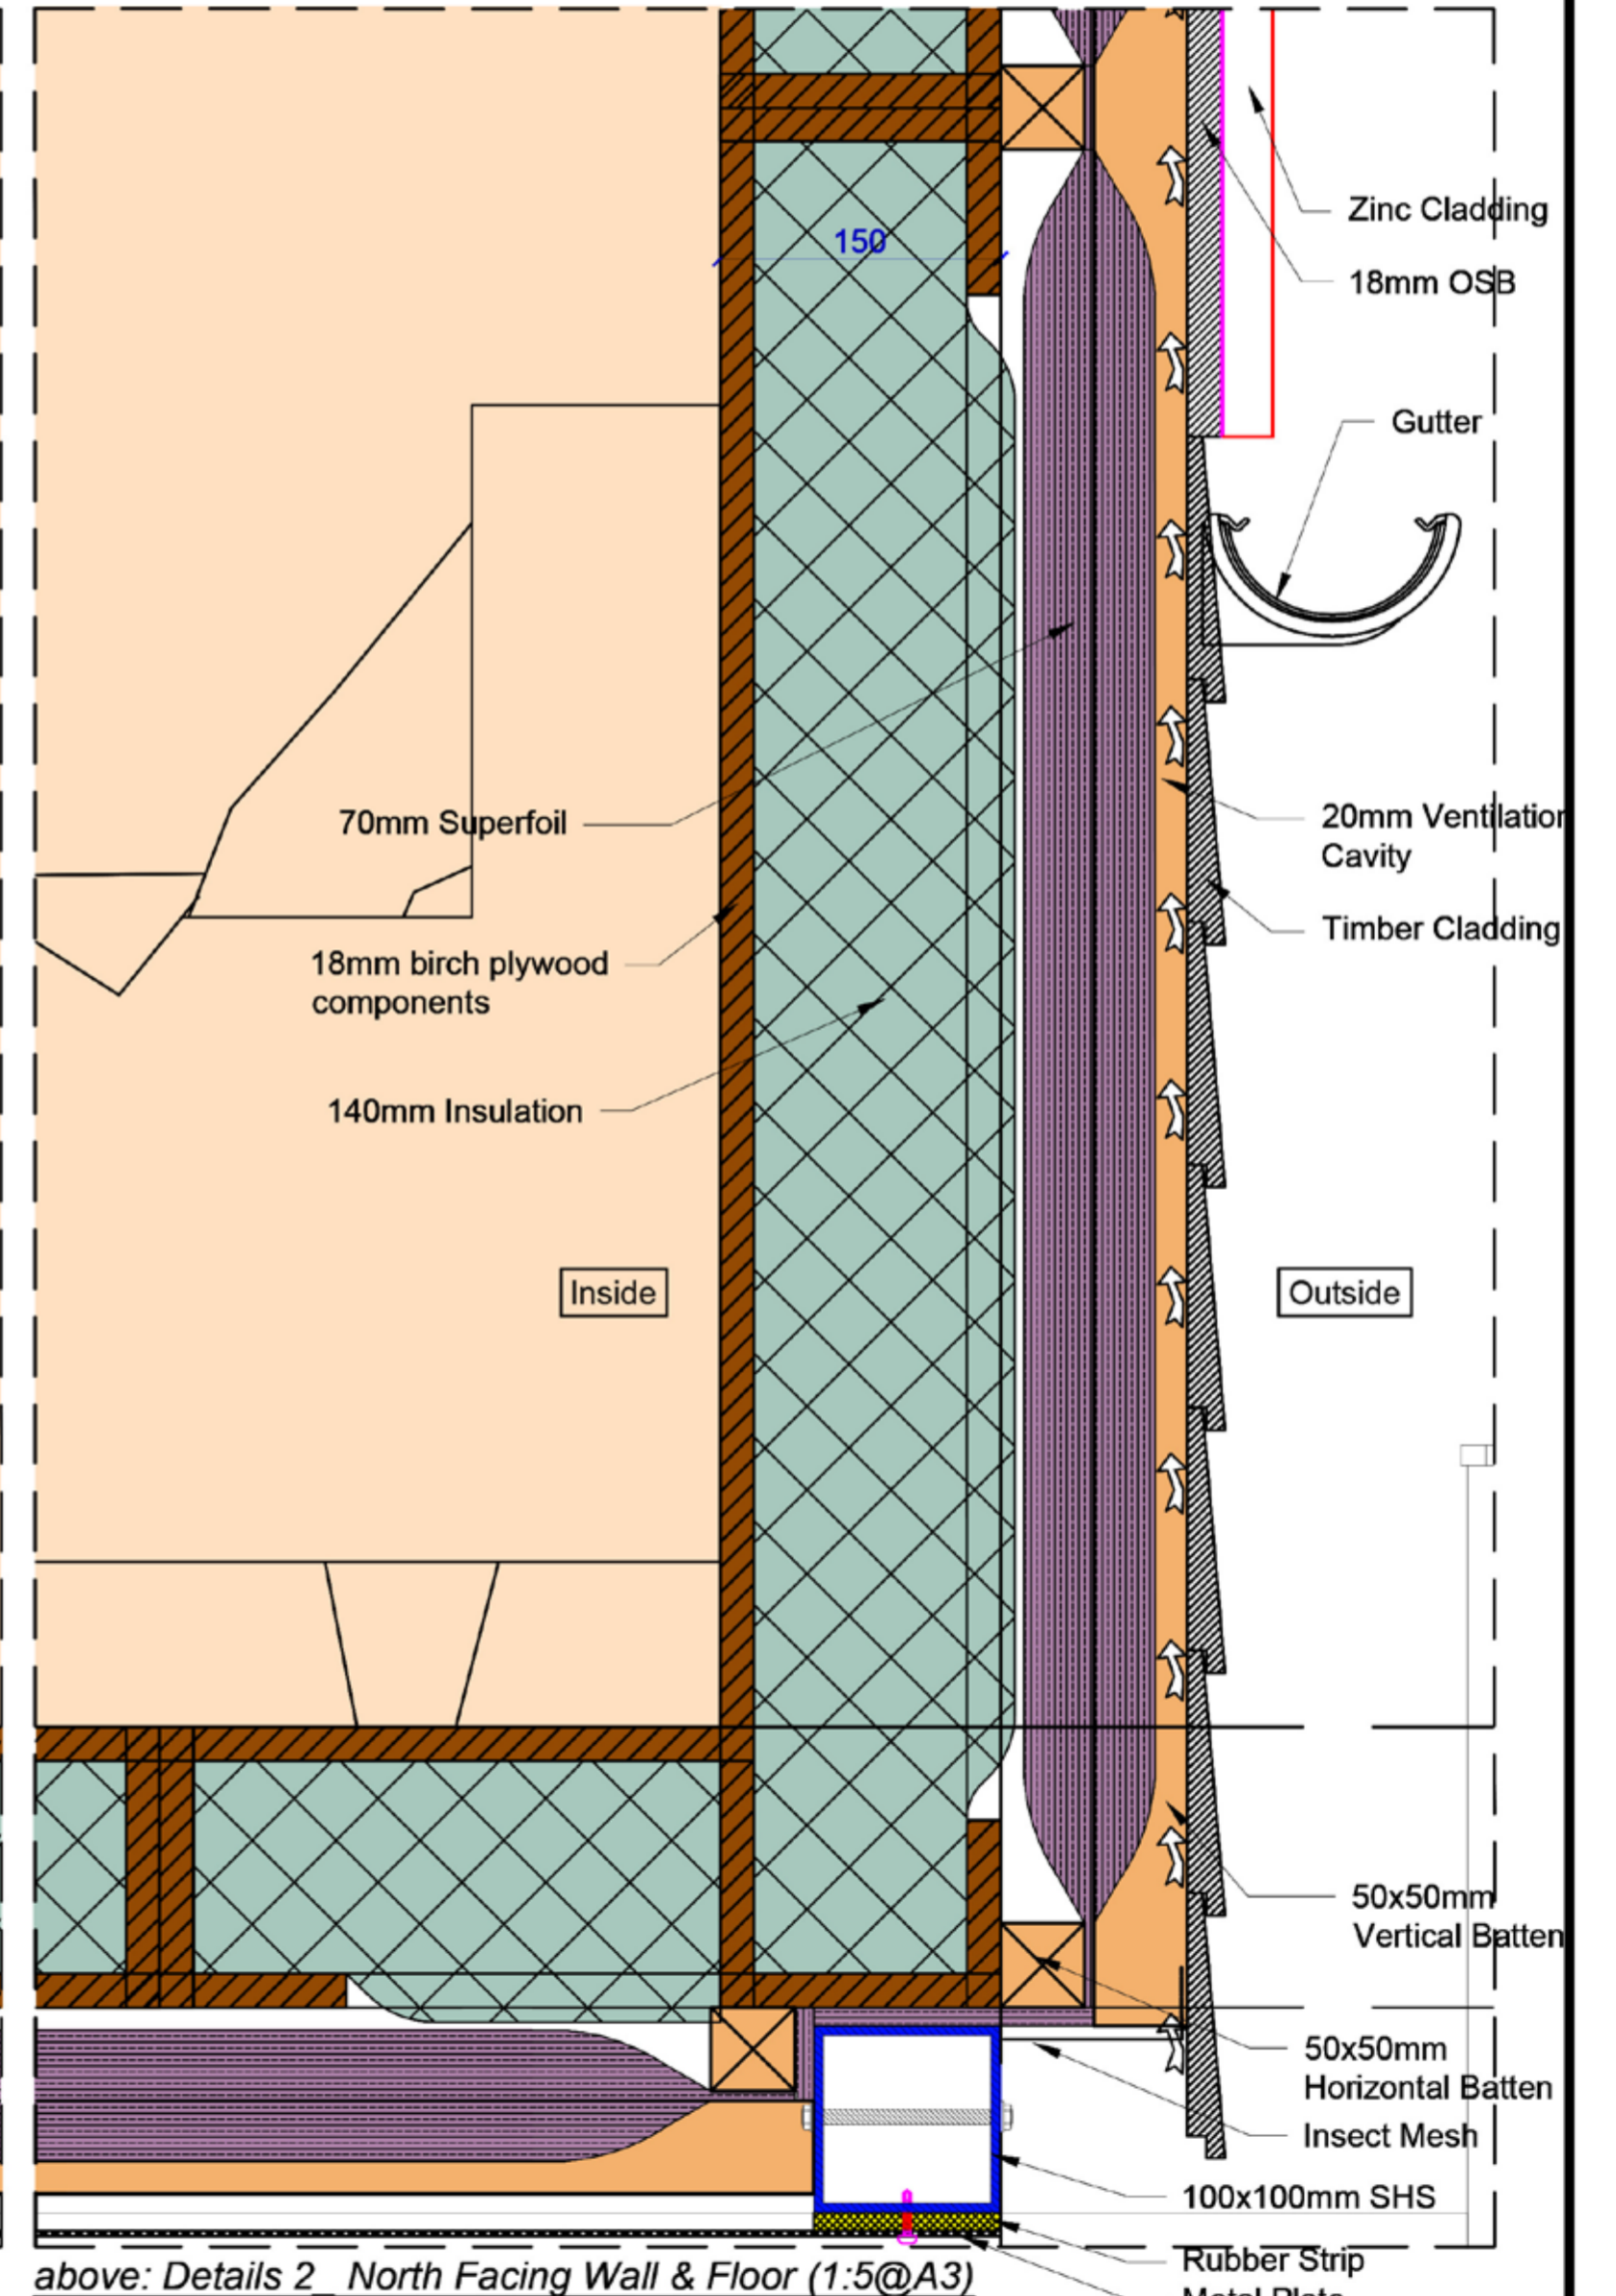 150
Zinc Cladding
18mm OSB
Gutter
70mm Superfoil
20mm Ventilation
Cavity
Timber Cladding
18mm birch plywood
components
140mm Insulation
Inside
Outside
50x50mm
Vertical Batten
50x50mm
Horizontal Batten
Insect Mesh
100x100mm SHS
Rubber Strip
Metal Plate
above: Details 2_ North Facing Wall & Floor (1:5@A3)